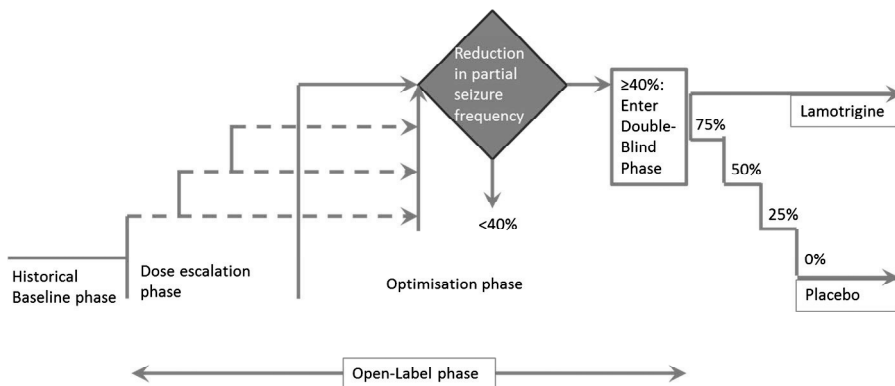 Reduction
in partial
seizure
frequency
≥40%:
Enter
Double-
Blind
Phase
Lamotrigine
75%
50%
25%
0%
Placebo
<40%
Historical
Baseline phase
Dose escalation
phase
Optimisation phase
Open-Label phase